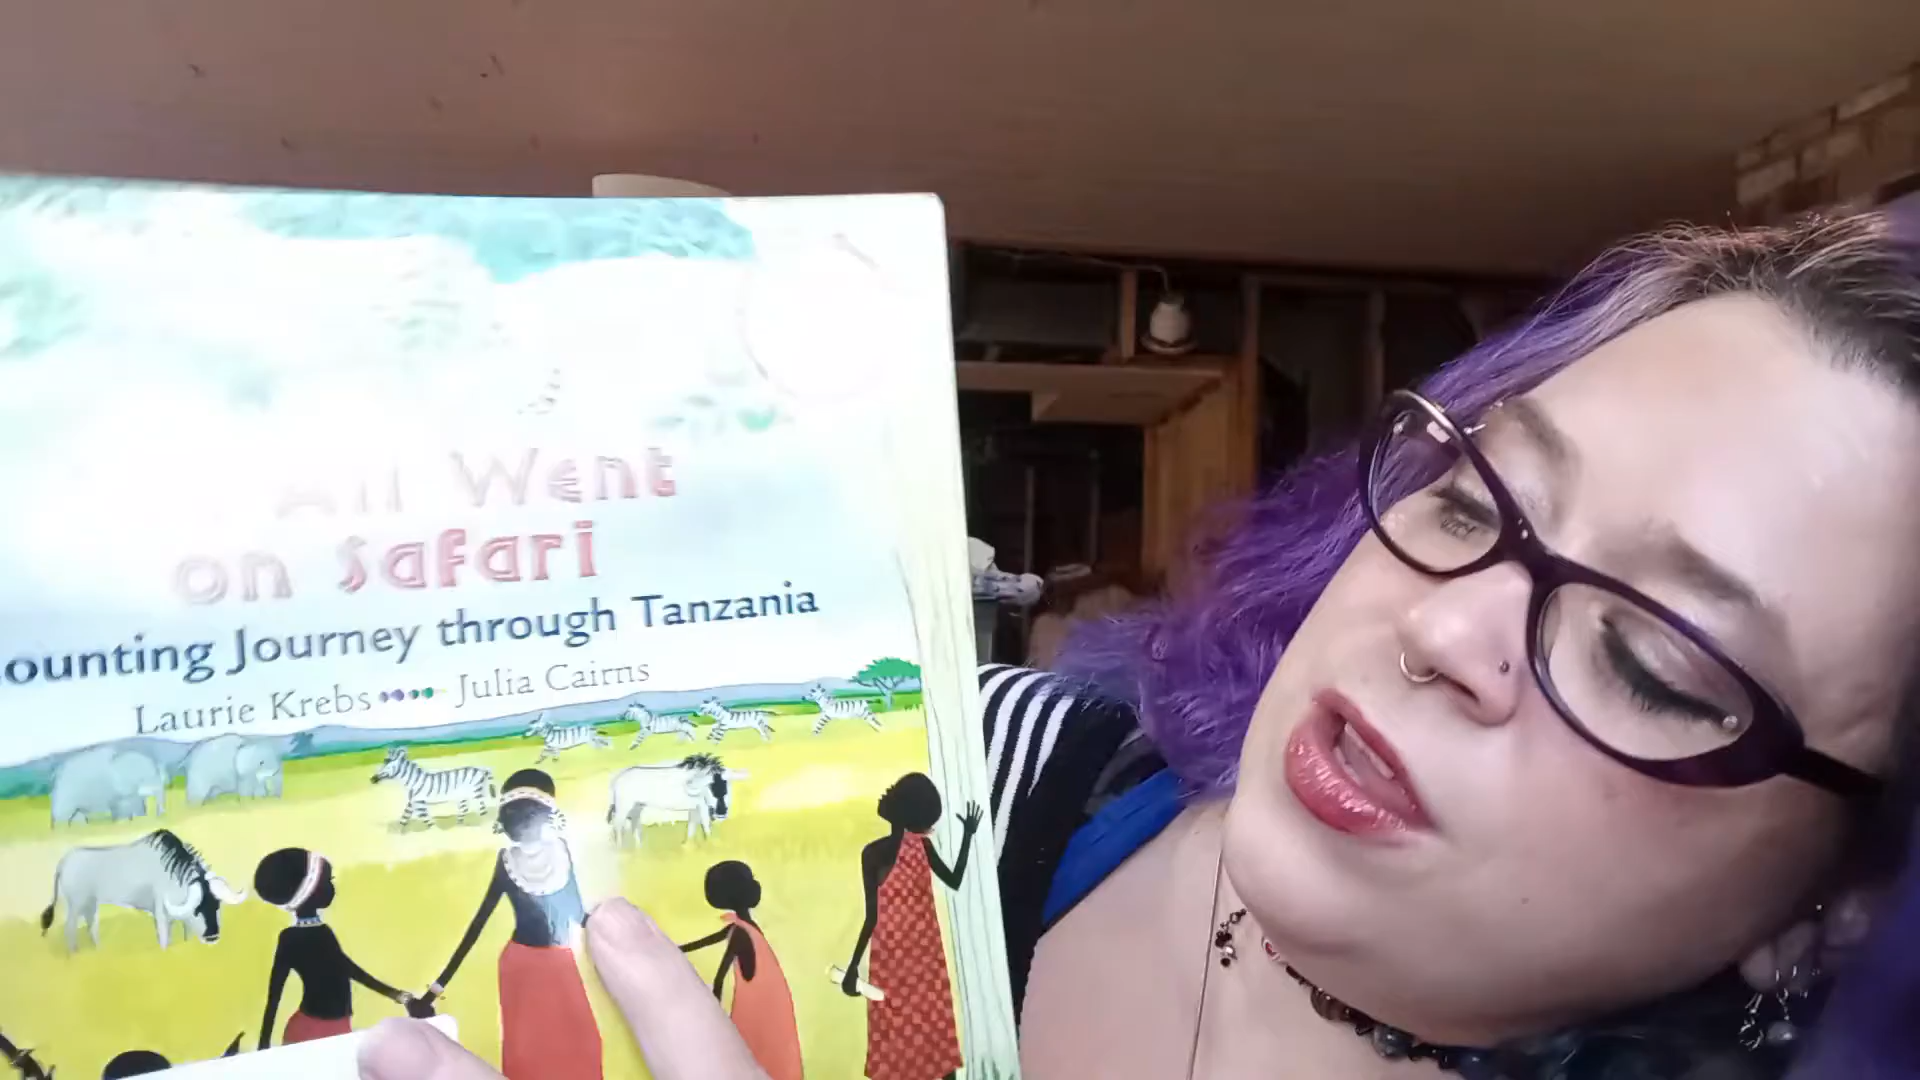 All Went
on Safari
ounting Journey through Tanzania
Laurie Krebs Julia Cairns